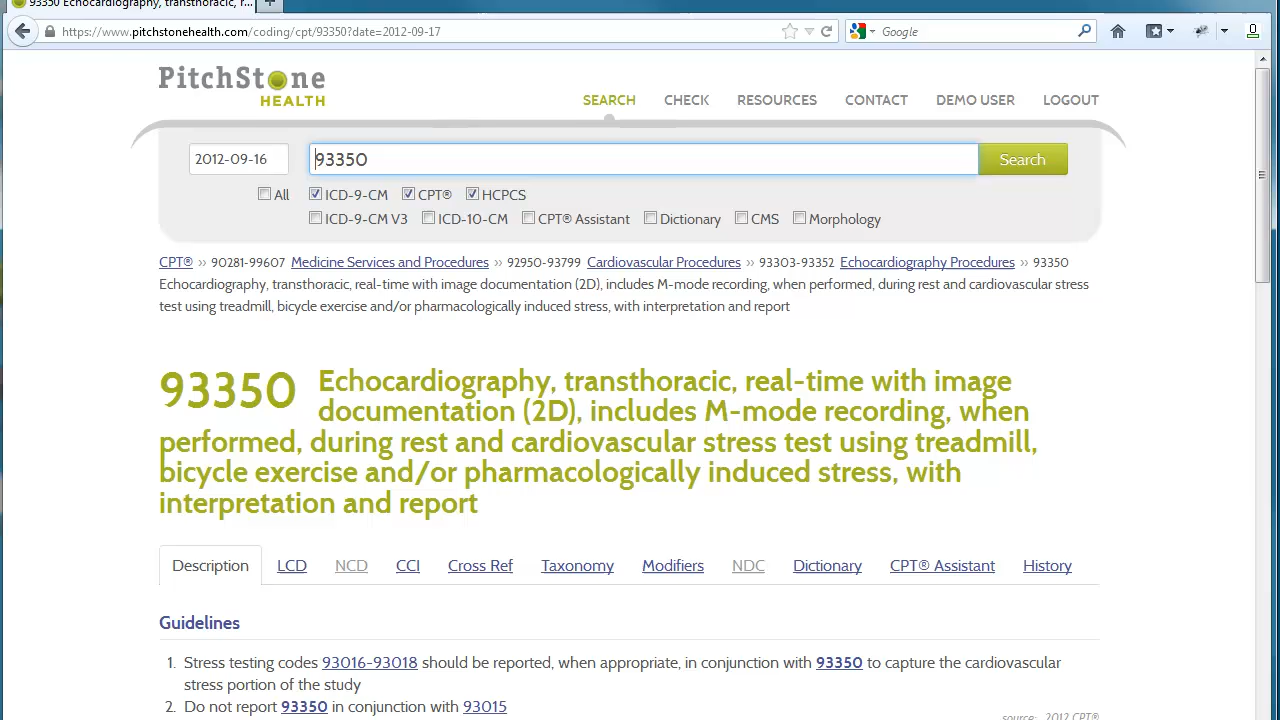 93350 Echocardiography, transthoracic, r...
https://www.pitchstonehealth.com/coding/cpt/93350?date=2012-09-17
Google
PitchStone
HEALTH
SEARCH CHECK RESOURCES CONTACT DEMO USER LOGOUT
2012-09-16 93350 Search
All ICD-9-CM CPT® HCPCS
ICD-9-CM V3 ICD-10-CM CPT® Assistant Dictionary CMS Morphology
CPT® ›› 90281-99607 Medicine Services and Procedures ›› 92950-93799 Cardiovascular Procedures ›› 93303-93352 Echocardiography Procedures ›› 93350
Echocardiography, transthoracic, real-time with image documentation (2D), includes M-mode recording, when performed, during rest and cardiovascular stress
test using treadmill, bicycle exercise and/or pharmacologically induced stress, with interpretation and report
93350 Echocardiography, transthoracic, real-time with image
documentation (2D), includes M-mode recording, when
performed, during rest and cardiovascular stress test using treadmill,
bicycle exercise and/or pharmacologically induced stress, with
interpretation and report
Description LCD NCD CCI Cross Ref Taxonomy Modifiers NDC Dictionary CPT® Assistant History
Guidelines
1. Stress testing codes 93016-93018 should be reported, when appropriate, in conjunction with 93350 to capture the cardiovascular
stress portion of the study
2. Do not report 93350 in conjunction with 93015
source: 2012 CPT®